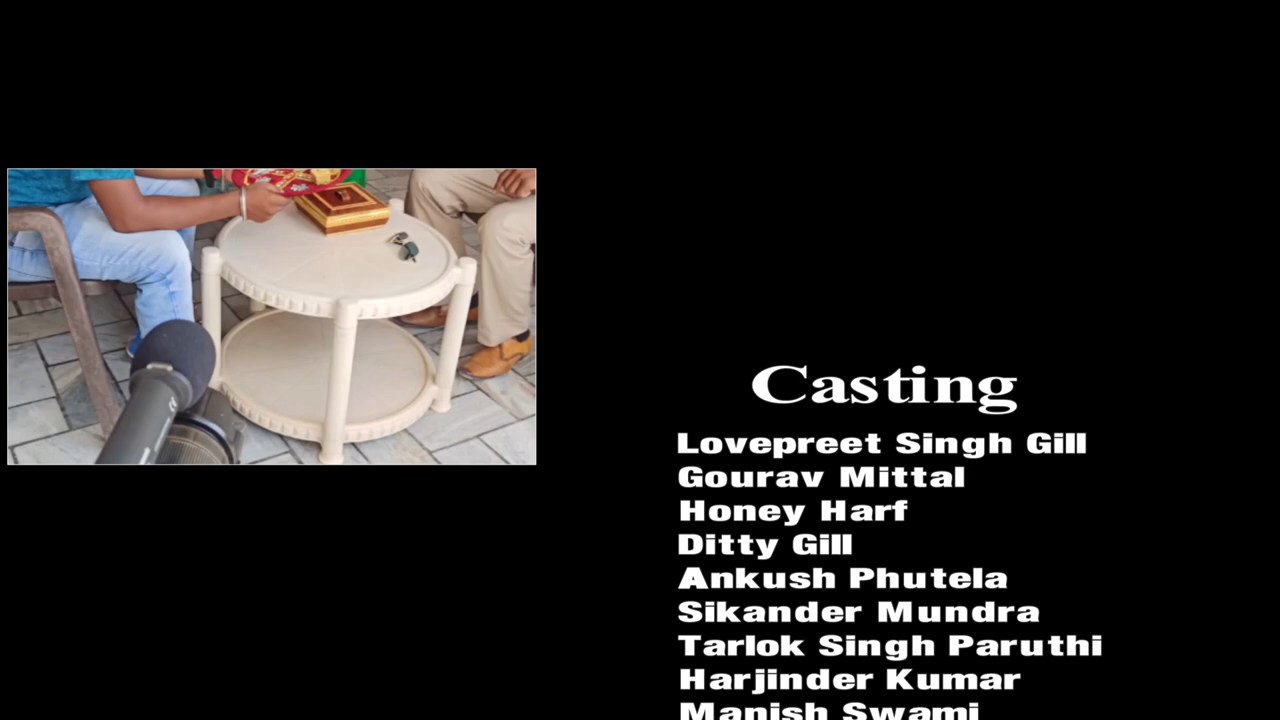 Casting
Lovepreet Singh Gill
Gourav Mittal
Honey Harf
Ditty Gill
Ankush Phutela
Sikander Mundra
Tarlok Singh Paruthi
Harjinder Kumar
Manish Swami